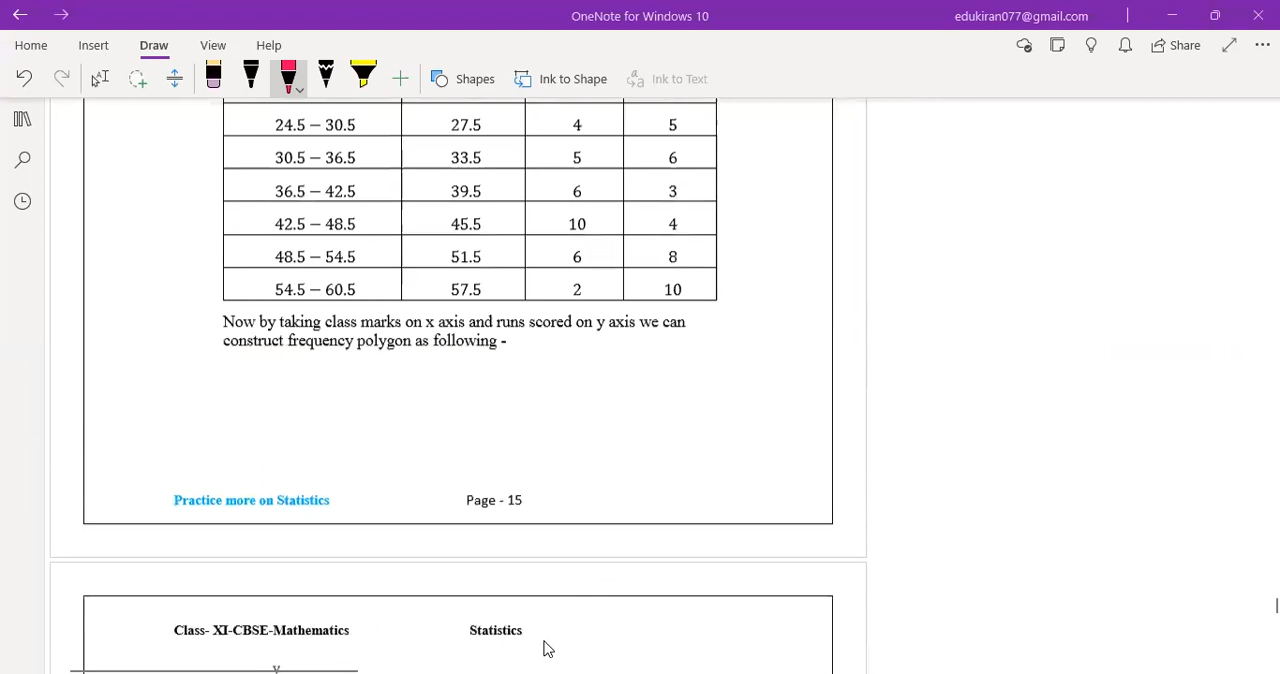 OneNote for Windows 10
edukiran077@gmail.com
Home Insert Draw View Help
Share
Shapes
Ink to Shape
Ink to Text
24.5 – 30.5 27.5 4 5
30.5 – 36.5 33.5 5 6
36.5 – 42.5 39.5 6 3
42.5 – 48.5 45.5 10 4
48.5 – 54.5 51.5 6 8
54.5 – 60.5 57.5 2 10
Now by taking class marks on x axis and runs scored on y axis we can
construct frequency polygon as following -
Practice more on Statistics Page - 15
Class- XI-CBSE-Mathematics Statistics